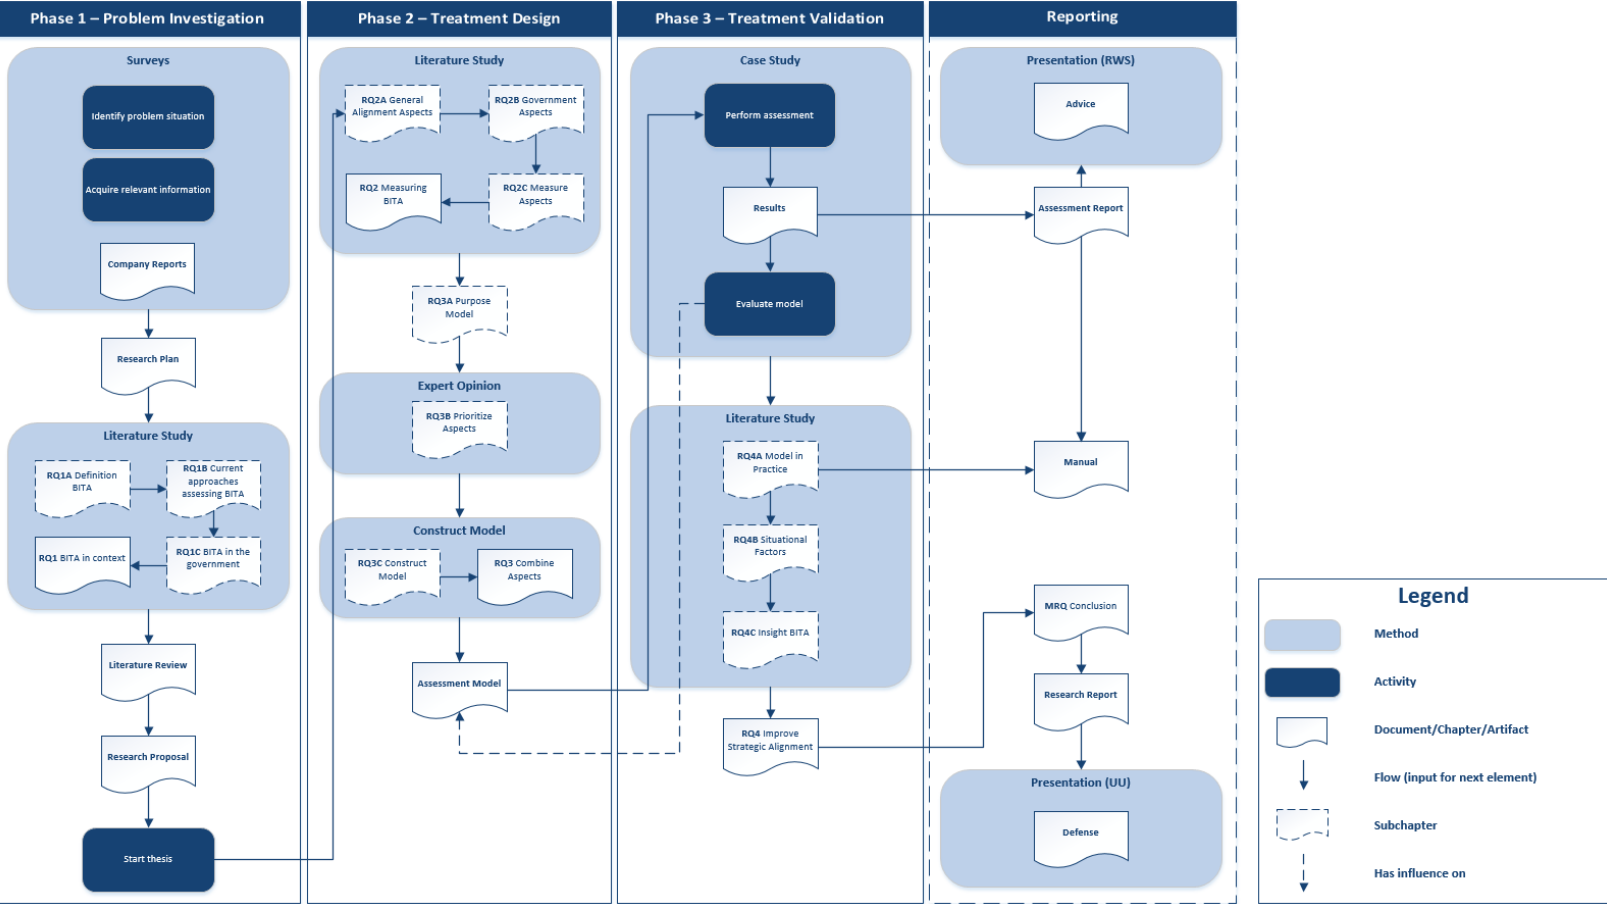 Phase 1 – Problem Investigation
Surveys
Identify problem situation
Acquire relevant information
Company Reports
Research Plan
Literature Study
RQ1A Definition
BITA
RQ1B Current
approaches
assessing BITA
RQ1 BITA in context
RQ1C BITA in the
government
Literature Review
Research Proposal
Start thesis
Phase 2 – Treatment Design
Literature Study
RQ2A General
Alignment Aspects
RQ2B Government
Aspects
RQ2 Measuring
BITA
RQ2C Measure
Aspects
RQ3A Purpose
Model
Expert Opinion
RQ3B Prioritize
Aspects
Construct Model
RQ3C Construct
Model
RQ3 Combine
Aspects
Assessment Model
Phase 3 – Treatment Validation
Case Study
Perform assessment
Results
Evaluate model
Literature Study
RQ4A Model in
Practice
RQ4B Situational
Factors
RQ4C Insight BITA
RQ4 Improve
Strategic Alignment
Reporting
Presentation (RWS)
Advice
Assessment Report
Manual
MRQ Conclusion
Research Report
Presentation (UU)
Defense
Legend
Method
Activity
Document/Chapter/Artifact
Flow (input for next element)
Subchapter
Has influence on